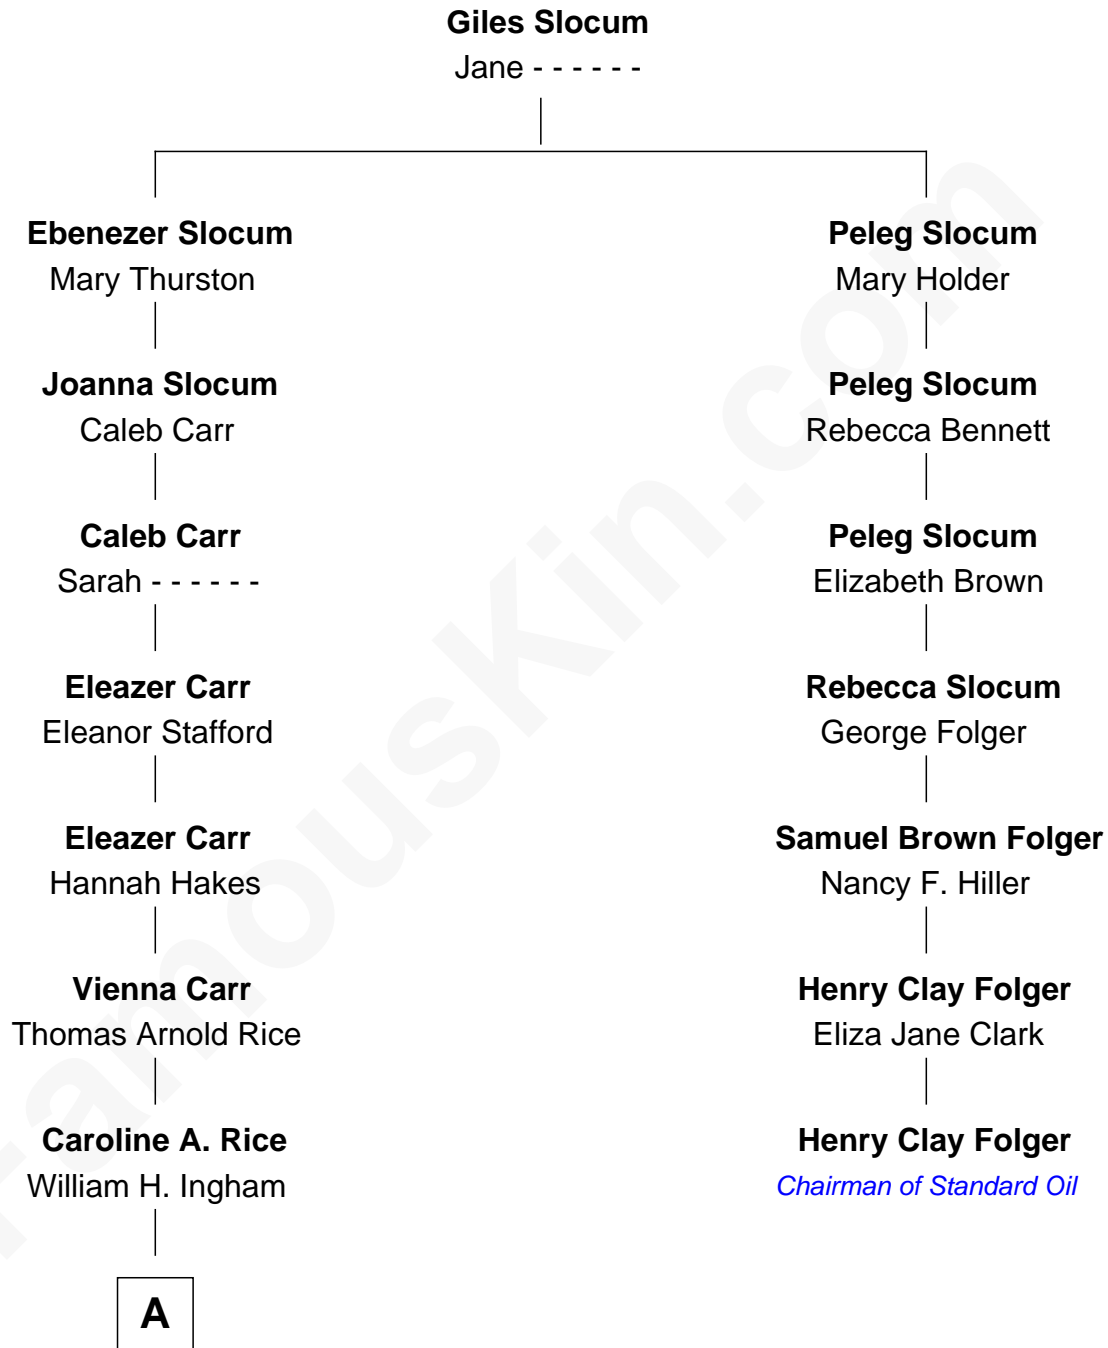 Giles Slocum
Jane - - - - - -
Ebenezer Slocum
Mary Thurston
Peleg Slocum
Mary Holder
Joanna Slocum
Caleb Carr
Peleg Slocum
Rebecca Bennett
Caleb Carr
Sarah - - - - - -
Peleg Slocum
Elizabeth Brown
Eleazer Carr
Eleanor Stafford
Rebecca Slocum
George Folger
Eleazer Carr
Hannah Hakes
Samuel Brown Folger
Nancy F. Hiller
Vienna Carr
Thomas Arnold Rice
Henry Clay Folger
Eliza Jane Clark
Caroline A. Rice
William H. Ingham
Henry Clay Folger
Chairman of Standard Oil
A
FamousKin.com